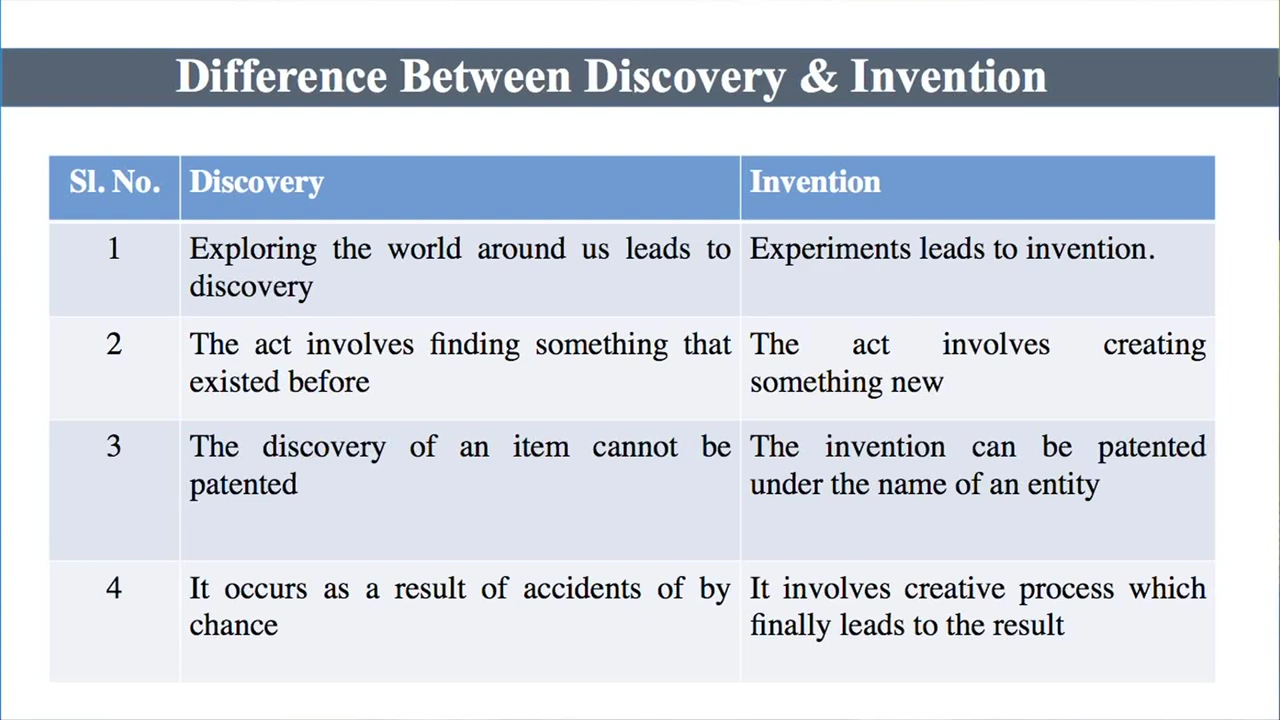 Difference Between Discovery & Invention
Sl. No. Discovery Invention
1 Exploring the world around us leads to Experiments leads to invention.
discovery
2 The act involves finding something that The act involves creating
existed before something new
3 The discovery of an item cannot be The invention can be patented
patented under the name of an entity
4 It occurs as a result of accidents of by It involves creative process which
chance finally leads to the result